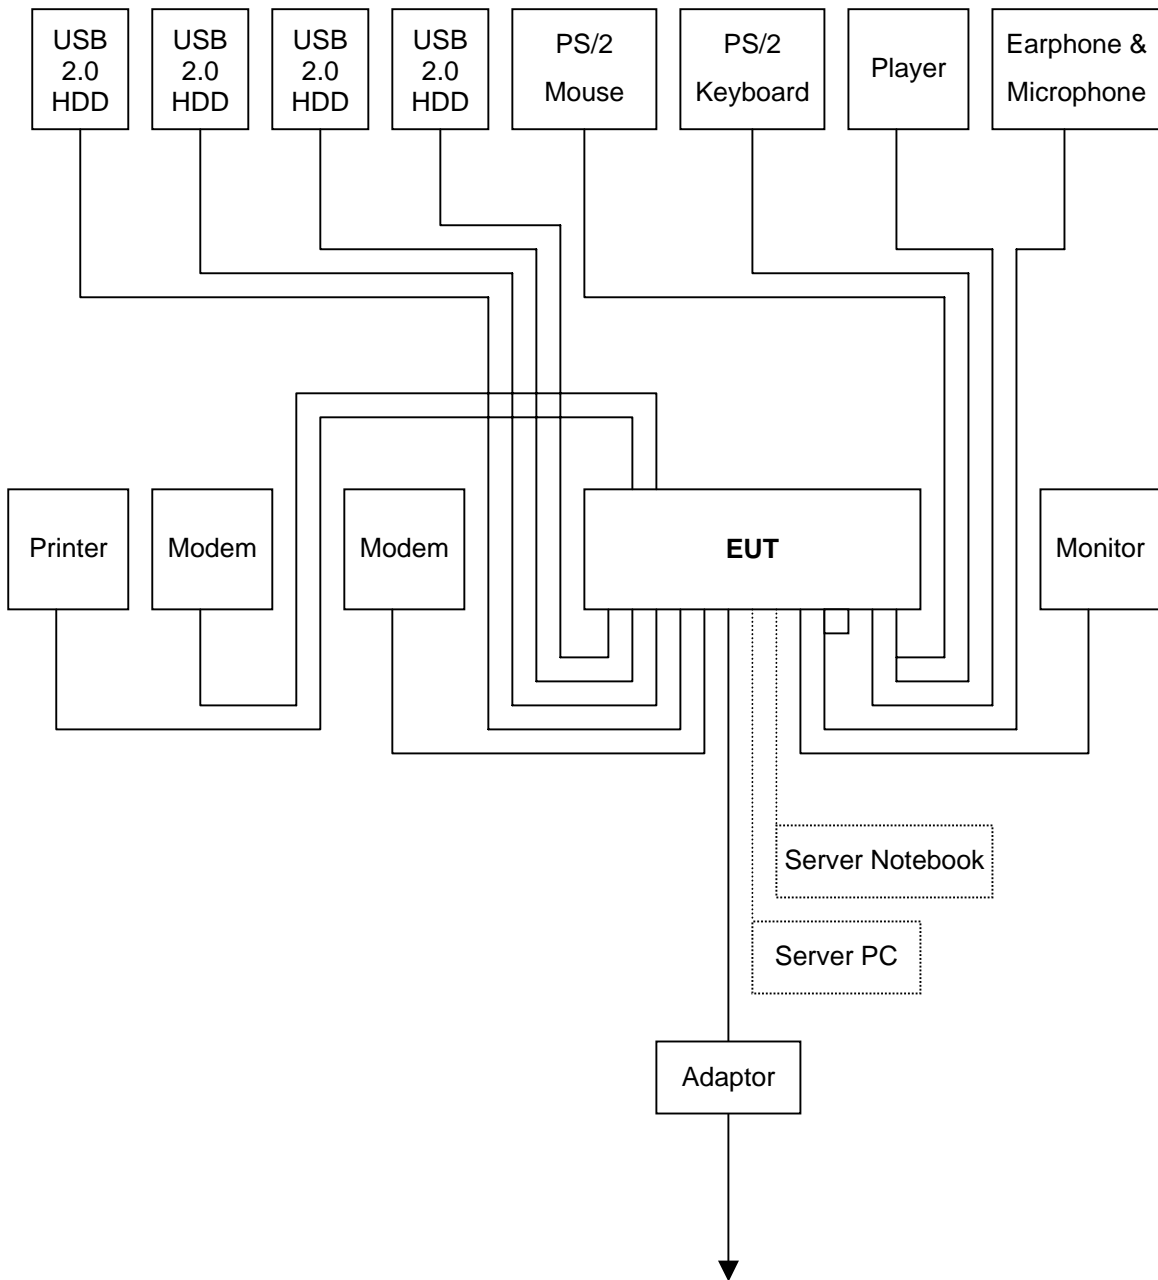 USB
2.0
HDD
USB
2.0
HDD
USB
2.0
HDD
USB
2.0
HDD
PS/2
Mouse
PS/2
Keyboard
Player
Earphone &
Microphone
Printer
Modem
Modem
EUT
Monitor
Server Notebook
Server PC
Adaptor